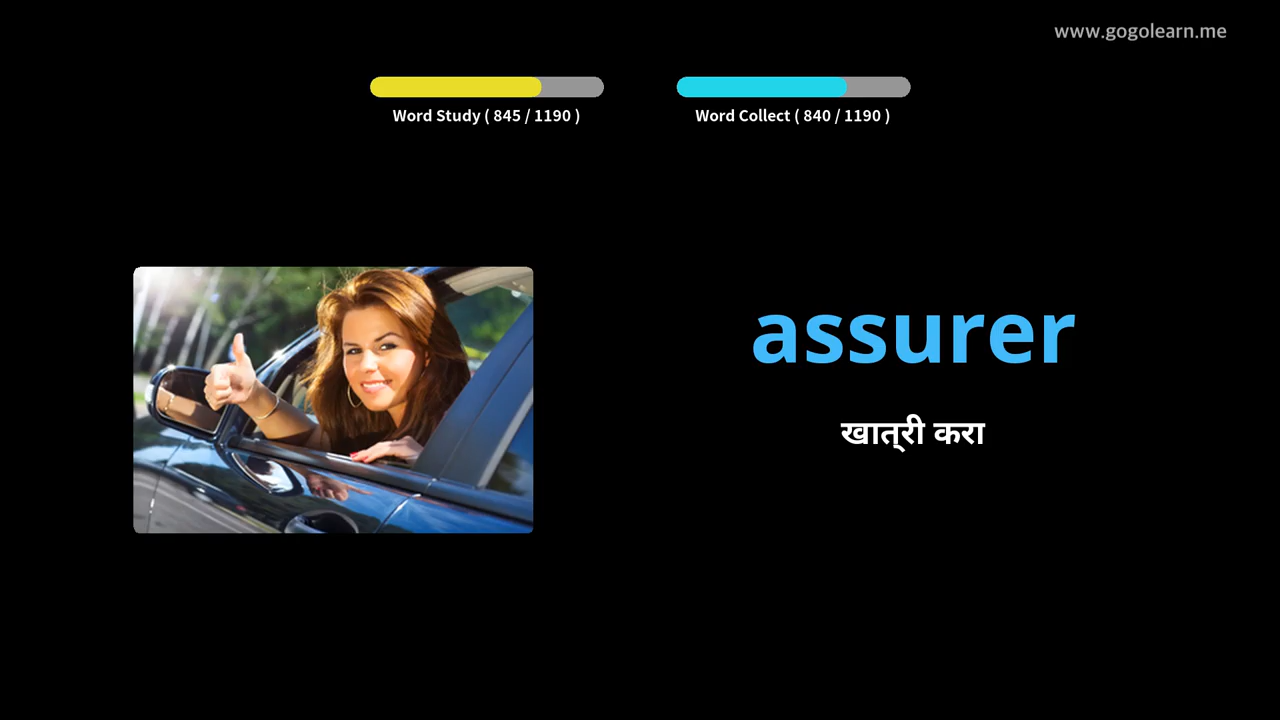 www.gogolearn.me
Word Study ( 845 / 1190 )
Word Collect ( 840 / 1190 )
assurer
खात्री करा